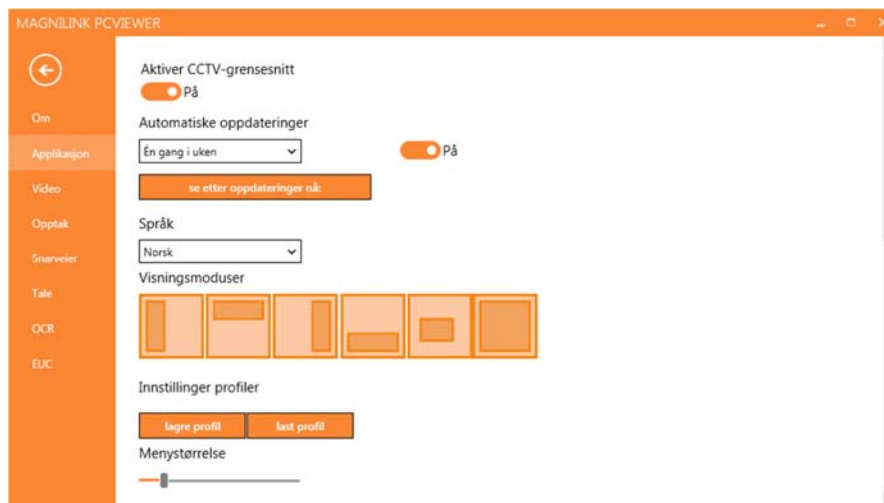 MAGNILINK PCVIEWER
Om
Applikasjon
Video
Opptak
Snarveier
Tale
OCR
EUC
Aktiver CCTV-grensesnitt
På
Automatiske oppdateringer
Én gang i uken
På
se etter oppdateringer nå:
Språk
Norsk
Visningsmoduser
Innstillinger profiler
lagre profil
last profil
Menystørrelse